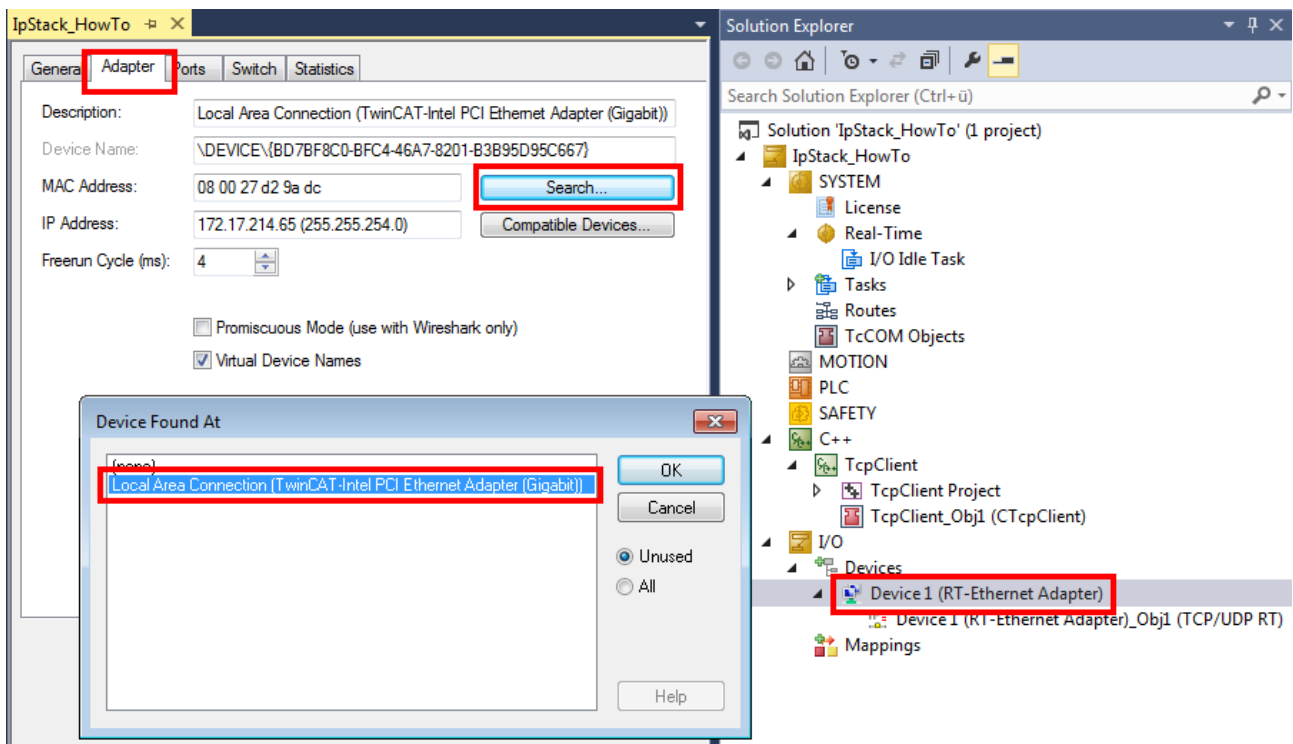 IpStack_HowTo
General Adapter Ports Switch Statistics
Description: Local Area Connection (TwinCAT-Intel PCI Ethernet Adapter (Gigabit))
Device Name: \DEVICE\{BD7BF8C0-BFC4-46A7-8201-B3B95D95C667}
MAC Address: 08 00 27 d2 9a dc Search...
IP Address: 172.17.214.65 (255.255.254.0) Compatible Devices...
Freerun Cycle (ms): 4
Promiscuous Mode (use with Wireshark only)
Virtual Device Names
Device Found At
(none)
Local Area Connection (TwinCAT-Intel PCI Ethernet Adapter (Gigabit))
OK
Cancel
Unused
All
Help
Solution Explorer
Search Solution Explorer (Ctrl+ü)
Solution 'IpStack_HowTo' (1 project)
IpStack_HowTo
SYSTEM
License
Real-Time
I/O Idle Task
Tasks
Routes
TcCOM Objects
MOTION
PLC
SAFETY
C++
TcpClient
TcpClient Project
TcpClient_Obj1 (CTcpClient)
I/O
Devices
Device 1 (RT-Ethernet Adapter)
Device 1 (RT-Ethernet Adapter)_Obj1 (TCP/UDP RT)
Mappings